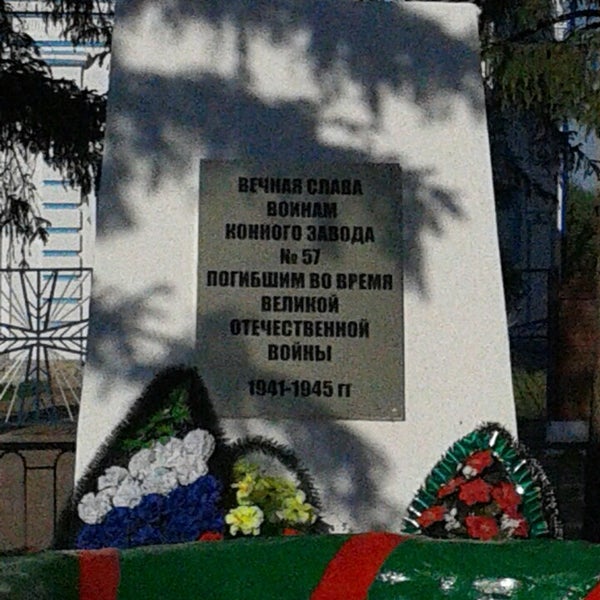 ВЕЧНАЯ СЛАВА
ВОИНАМ
КОННОГО ЗАВОДА
№ 57
ПОГИБШИМ ВО ВРЕМЯ
ВЕЛИКОЙ
ОТЕЧЕСТВЕННОЙ
ВОЙНЫ
1941-1945 ГГ